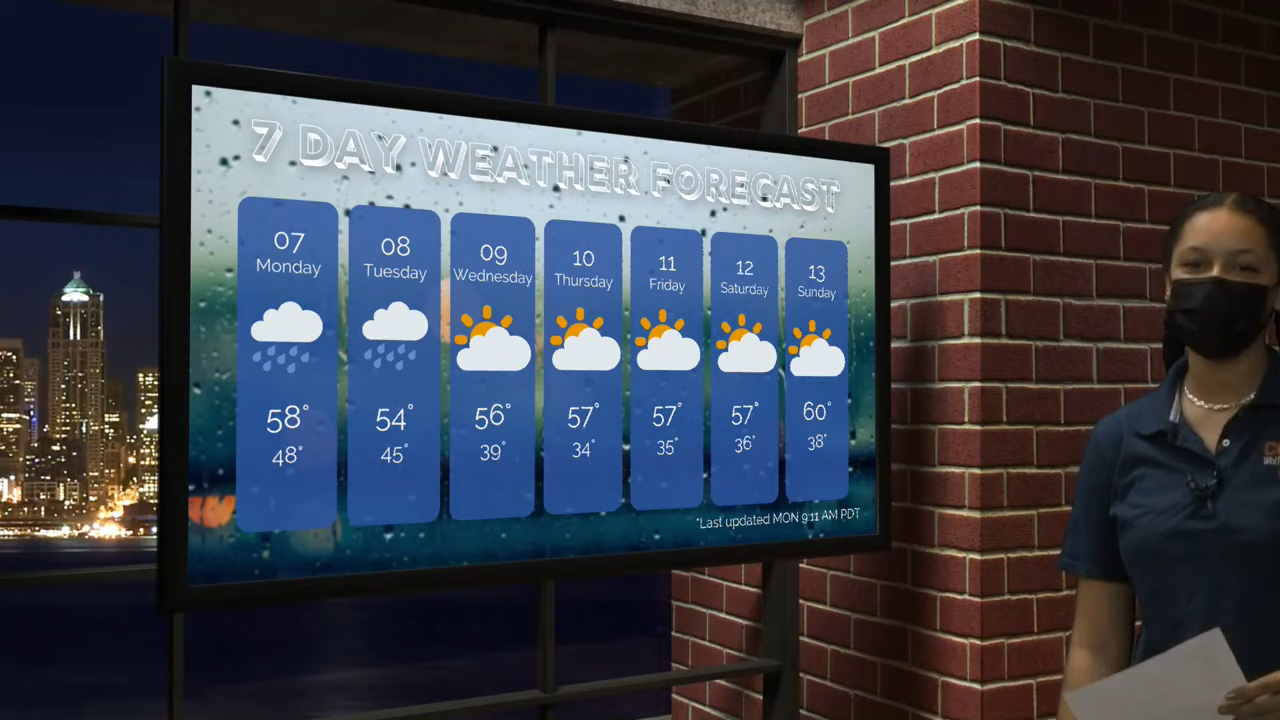 7 DAY WEATHER FORECAST
07
Monday
58°
48°
08
Tuesday
54°
45°
09
Wednesday
56°
39°
10
Thursday
57°
34°
11
Friday
57°
35°
12
Saturday
57°
36°
13
Sunday
60°
38°
*Last updated MON 9:11 AM PDT